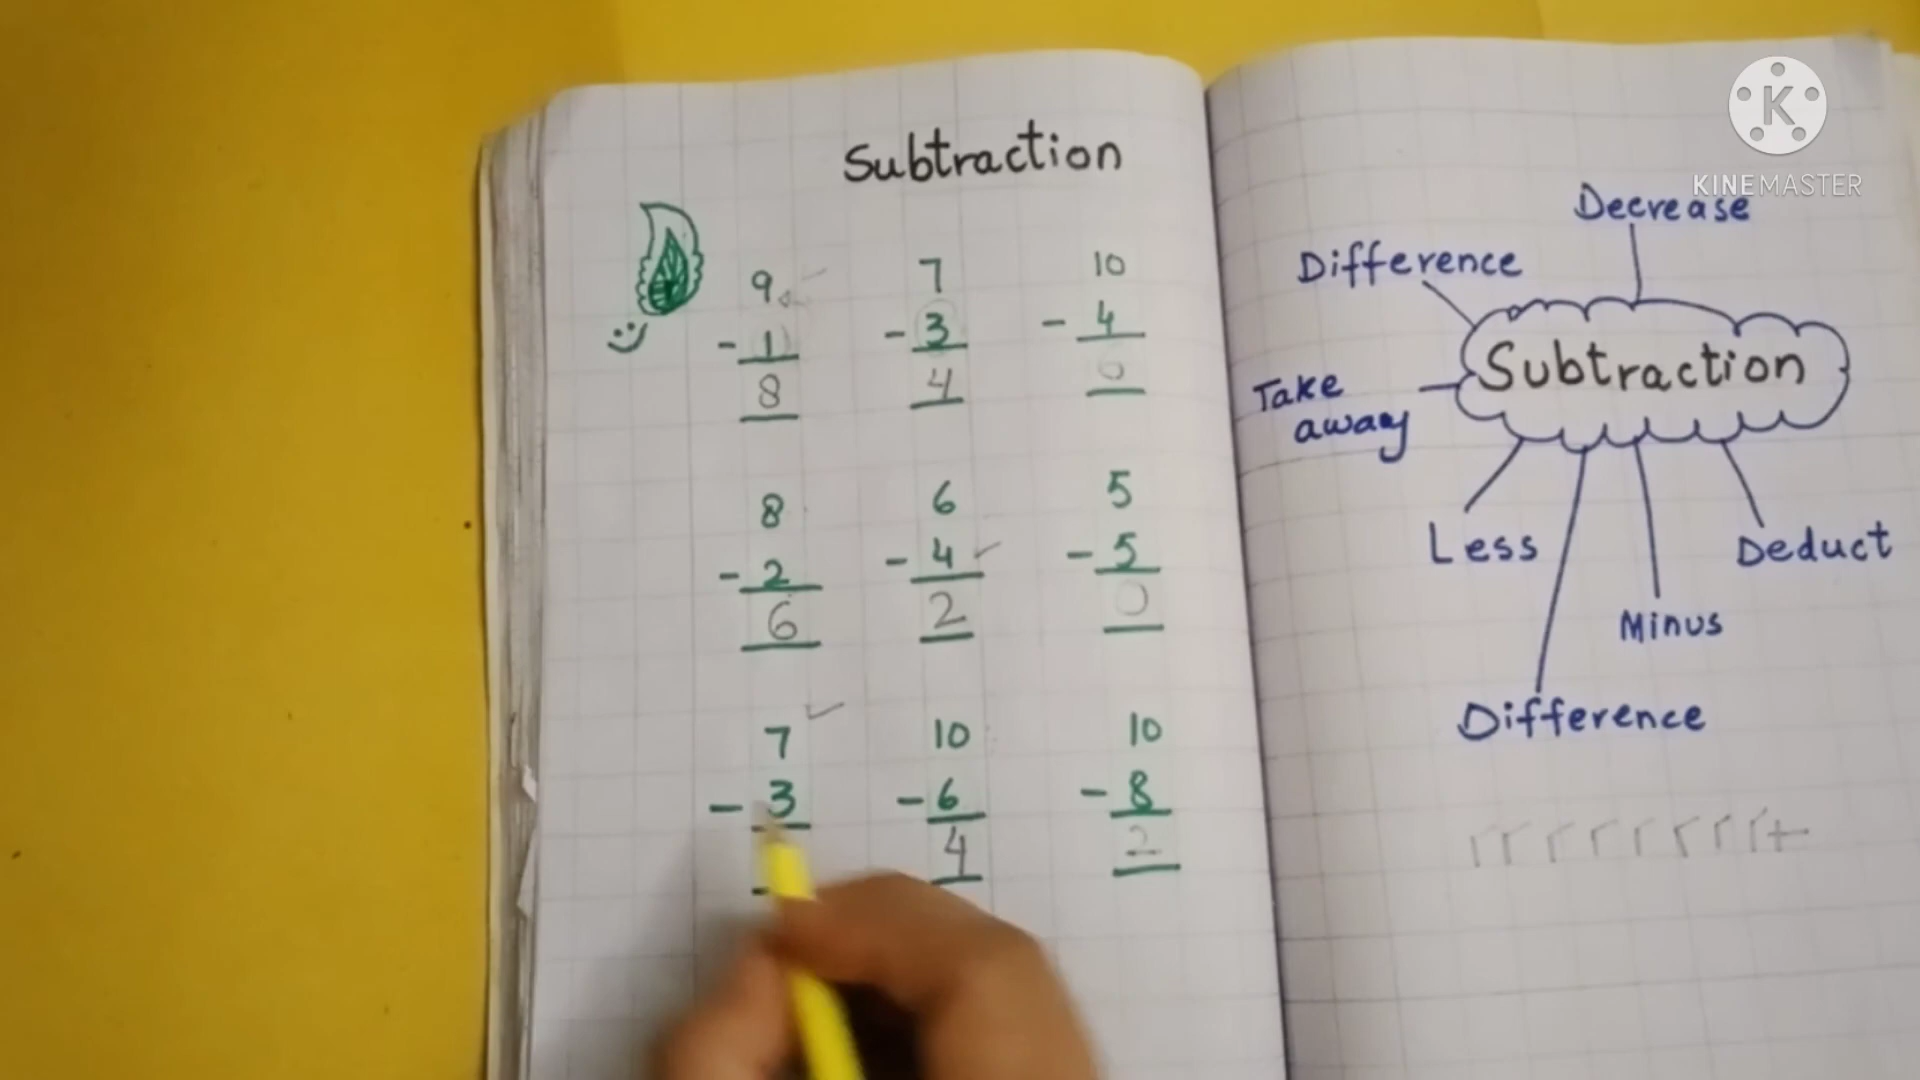 Subtraction
9 7 10
- 1 - 3 - 4
8 4 6
8 6 5
- 2 - 4 - 5
6 2 0
7 10 10
- 3 - 6 - 8
4 2
KINEMASTER
Decrease
Difference
Subtraction
Take
away
Less
Deduct
Minus
Difference